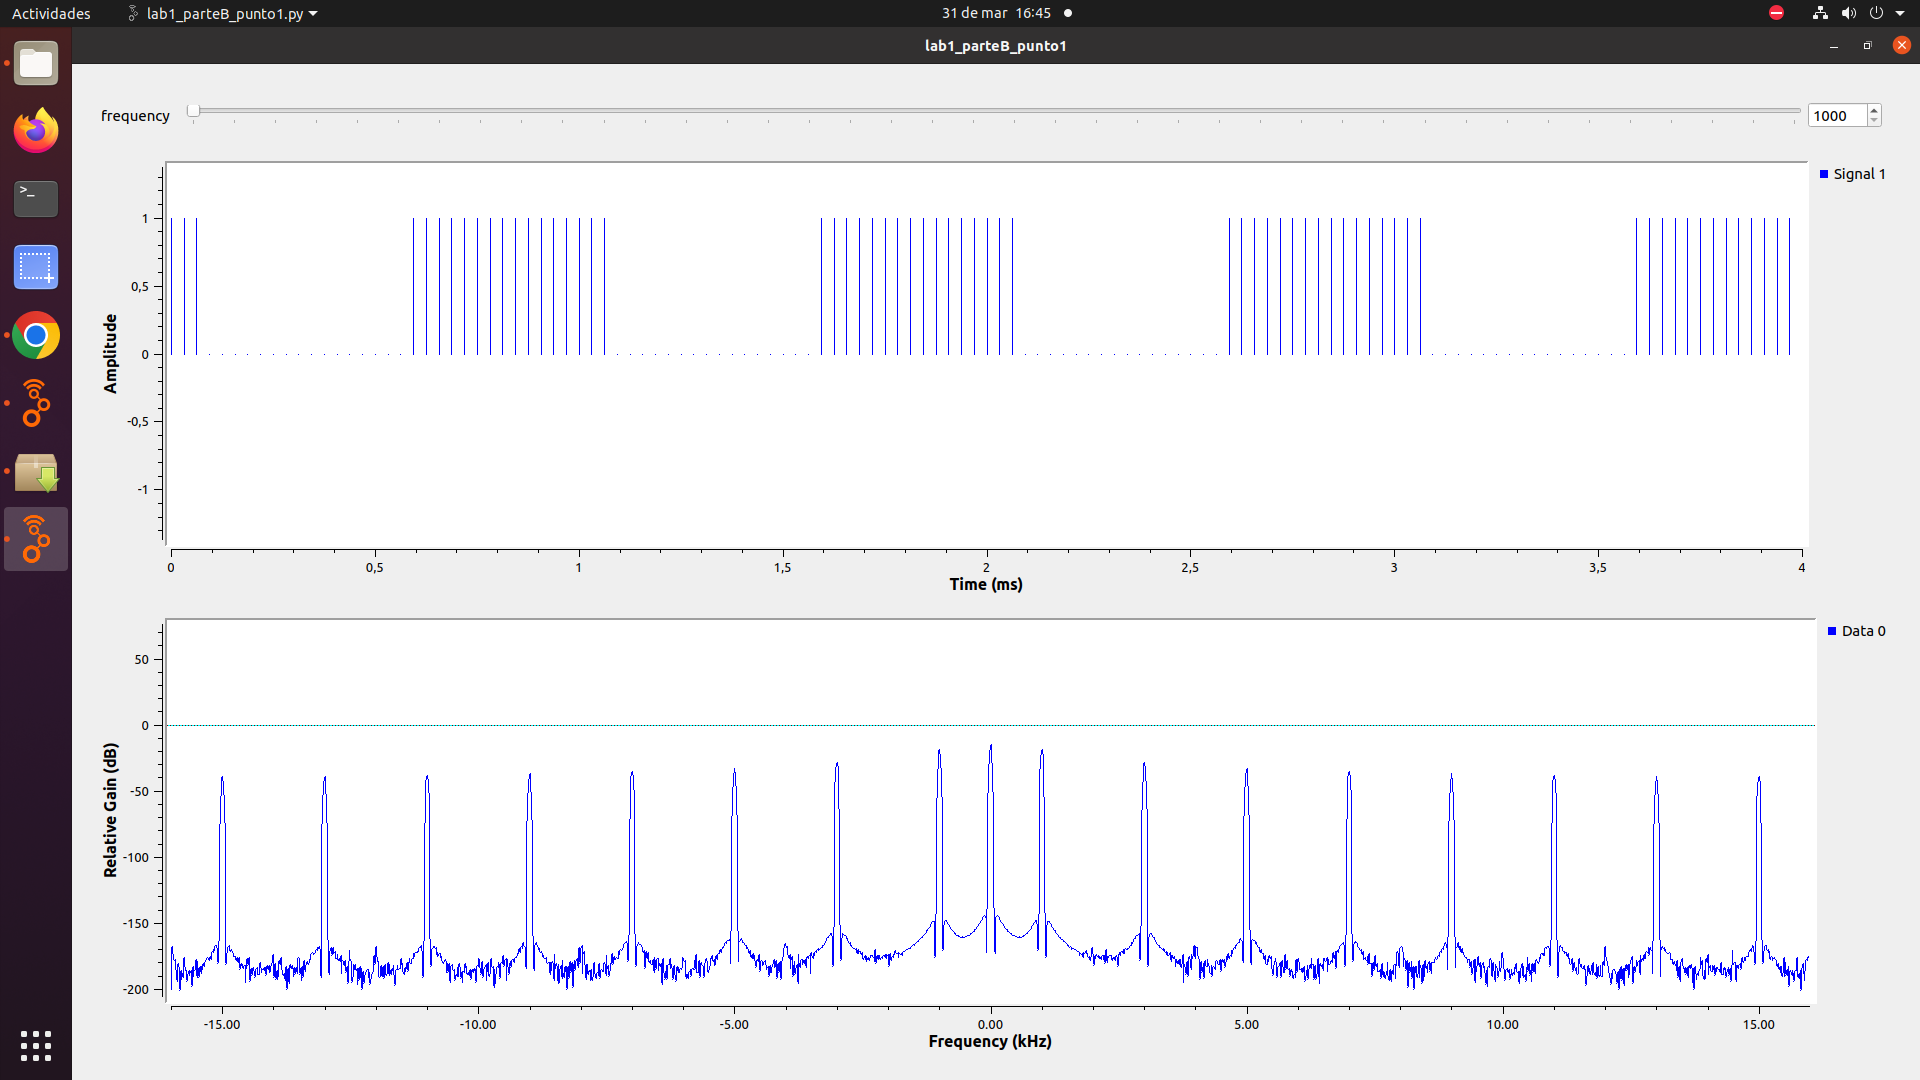 Actividades
lab1_parteB_punto1.py
31 de mar 16:45
lab1_parteB_punto1
frequency
1000
Signal 1
Amplitude
1
0,5
0
-0,5
-1
0 0,5 1 1,5 2 2,5 3 3,5 4
Time (ms)
Data 0
Relative Gain (dB)
50
0
-50
-100
-150
-200
-15.00 -10.00 -5.00 0.00 5.00 10.00 15.00
Frequency (kHz)